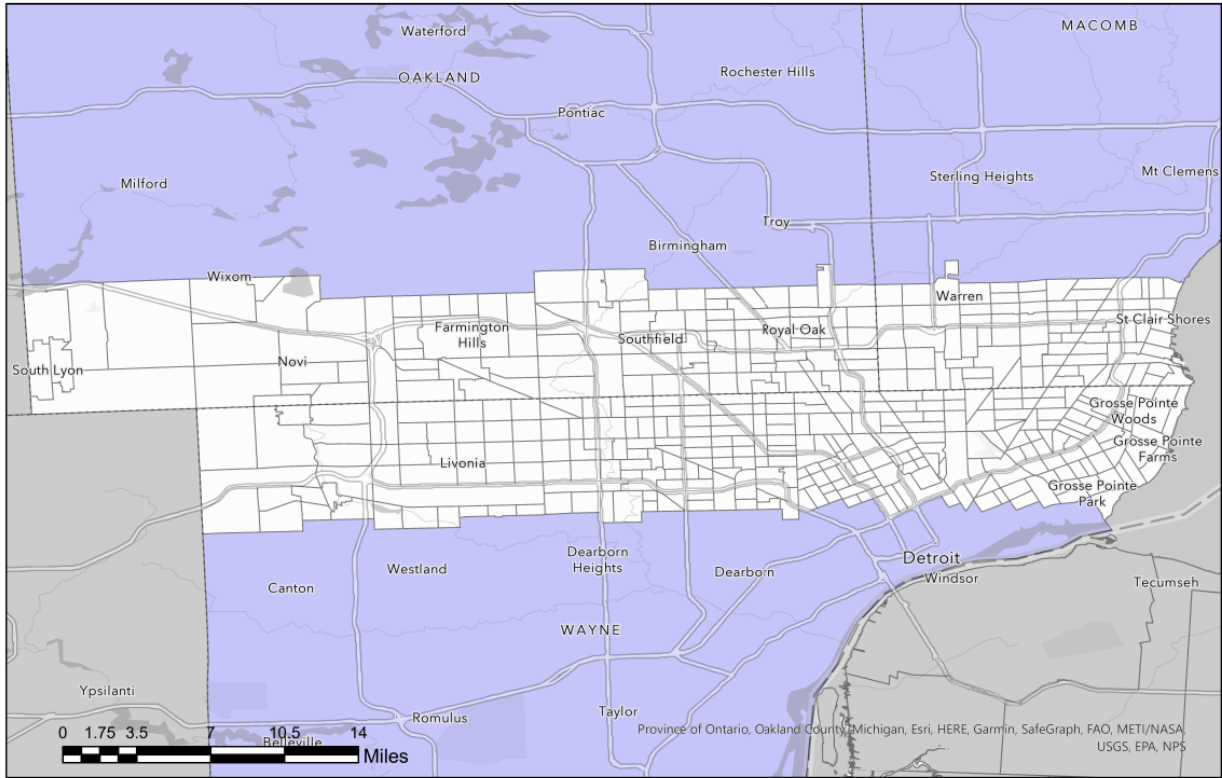 Waterford
MACOMB
OAKLAND
Rochester Hills
Pontiac
Milford
Sterling Heights
Mt Clemens
Troy
Birmingham
Wixom
Warren
Farmington
Hills
Southfield
Royal Oak
St Clair Shores
Novi
South Lyon
Grosse Pointe
Woods
Grosse Pointe
Farms
Livonia
Grosse Pointe
Park
Dearborn
Heights
Detroit
Westland
Dearborn
Windsor
Tecumseh
Canton
WAYNE
Ypsilanti
Romulus
Taylor
Belleville
0 1.75 3.5 7 10.5 14
Miles
Province of Ontario, Oakland County, Michigan, Esri, HERE, Garmin, SafeGraph, FAO, METI/NASA,
USGS, EPA, NPS